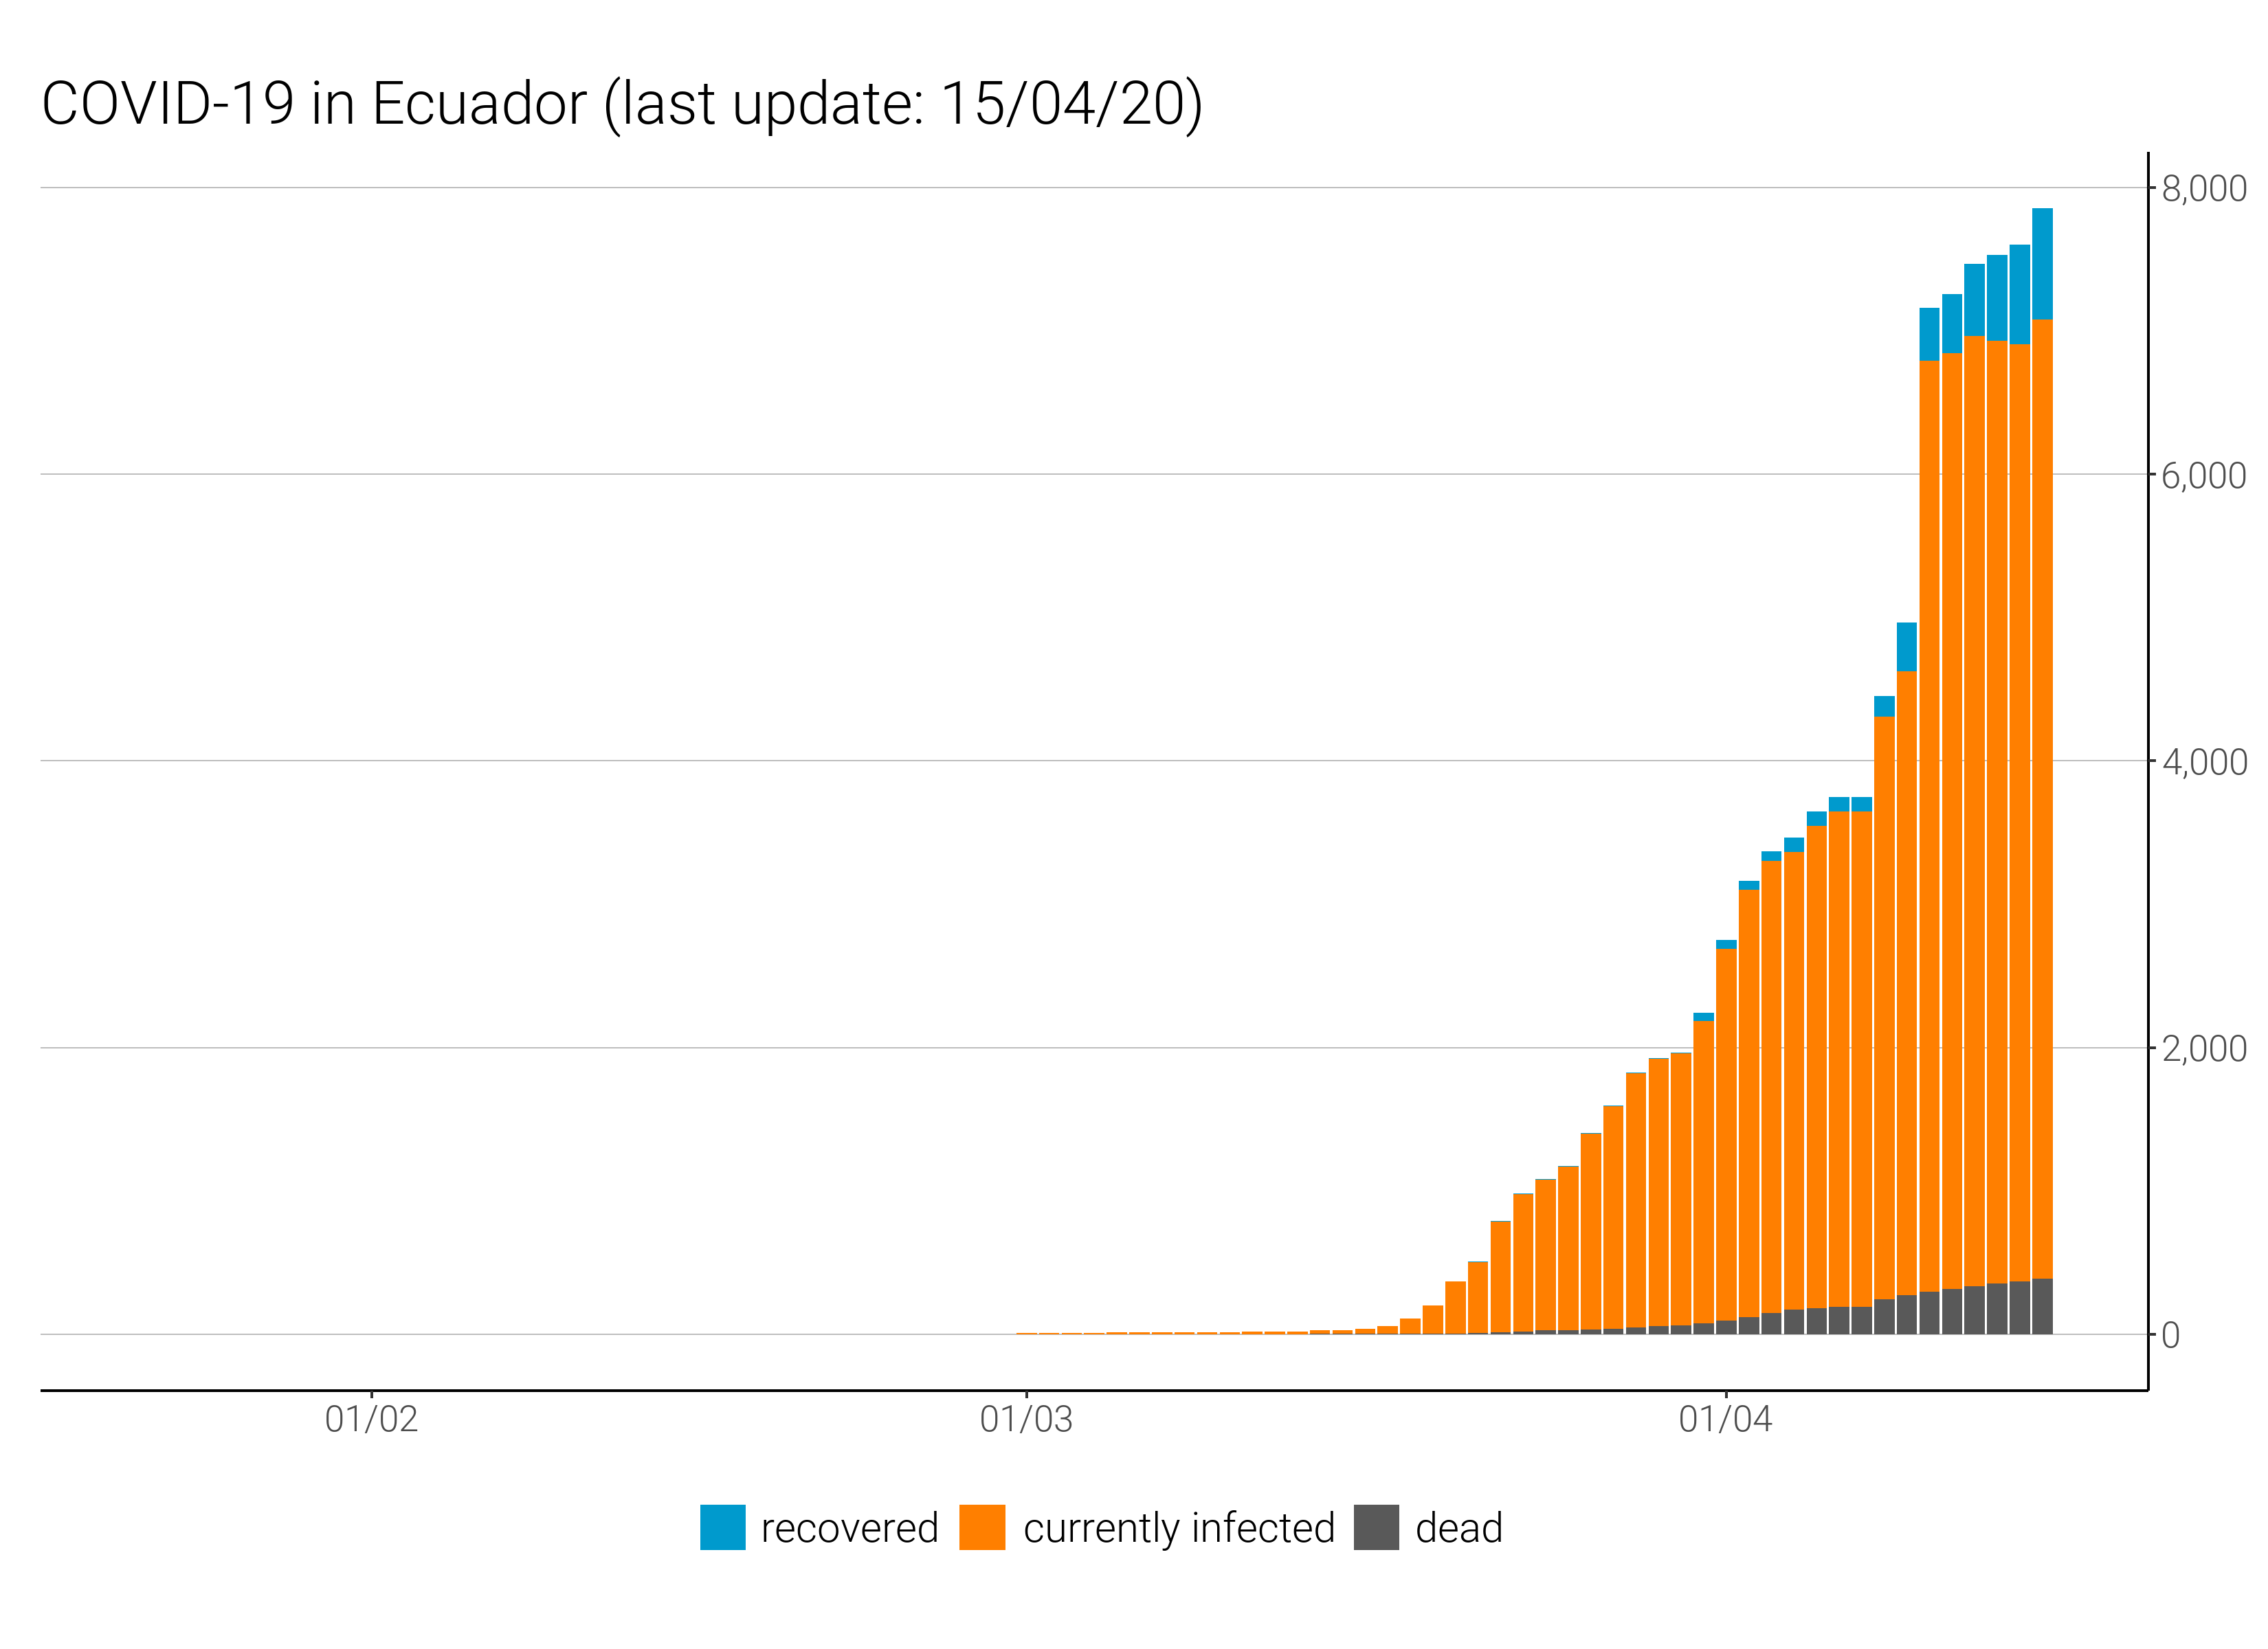 COVID-19 in Ecuador (last update: 15/04/20)
8,000
6,000
4,000
2,000
0
01/02 01/03 01/04
recovered currently infected dead